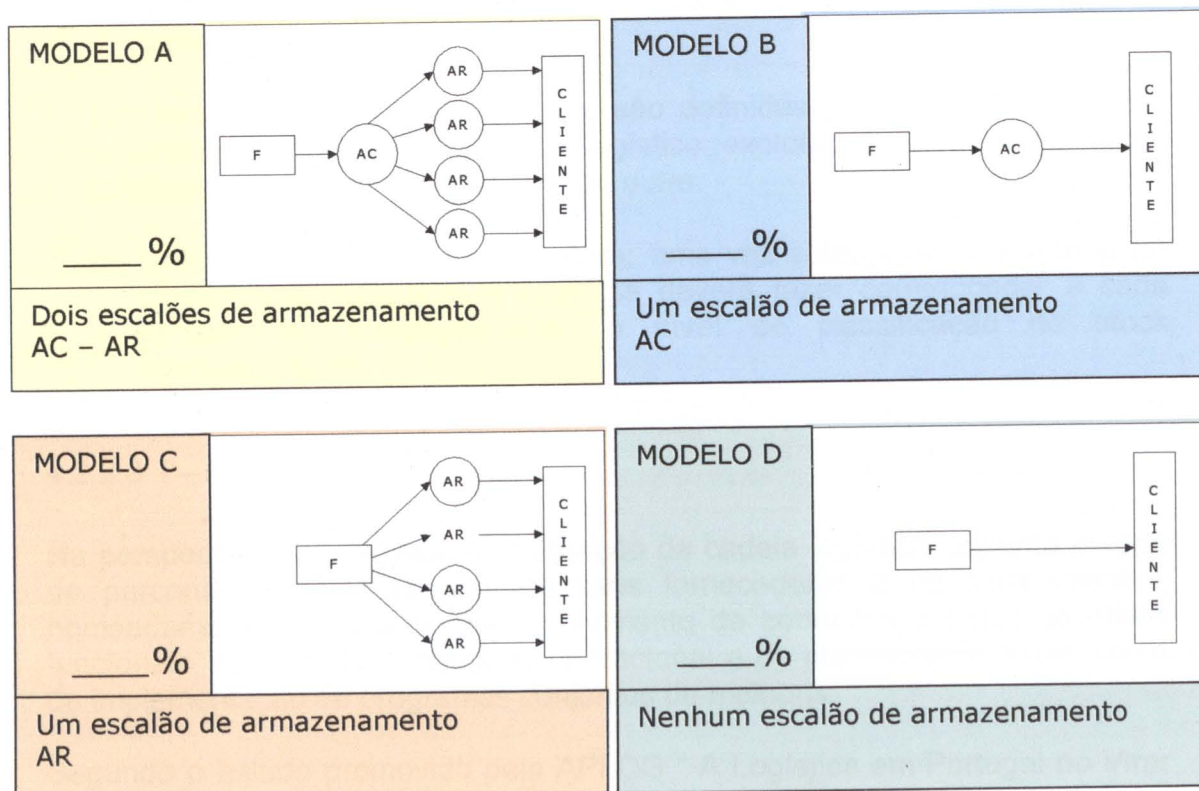 MODELO A
F
AC
AR
AR
AR
AR
CLIENTE
____%
Dois escalões de armazenamento
AC – AR
MODELO B
F
AC
CLIENTE
____%
Um escalão de armazenamento
AC
MODELO C
F
AR
AR
AR
AR
CLIENTE
____%
Um escalão de armazenamento
AR
MODELO D
F
CLIENTE
____%
Nenhum escalão de armazenamento